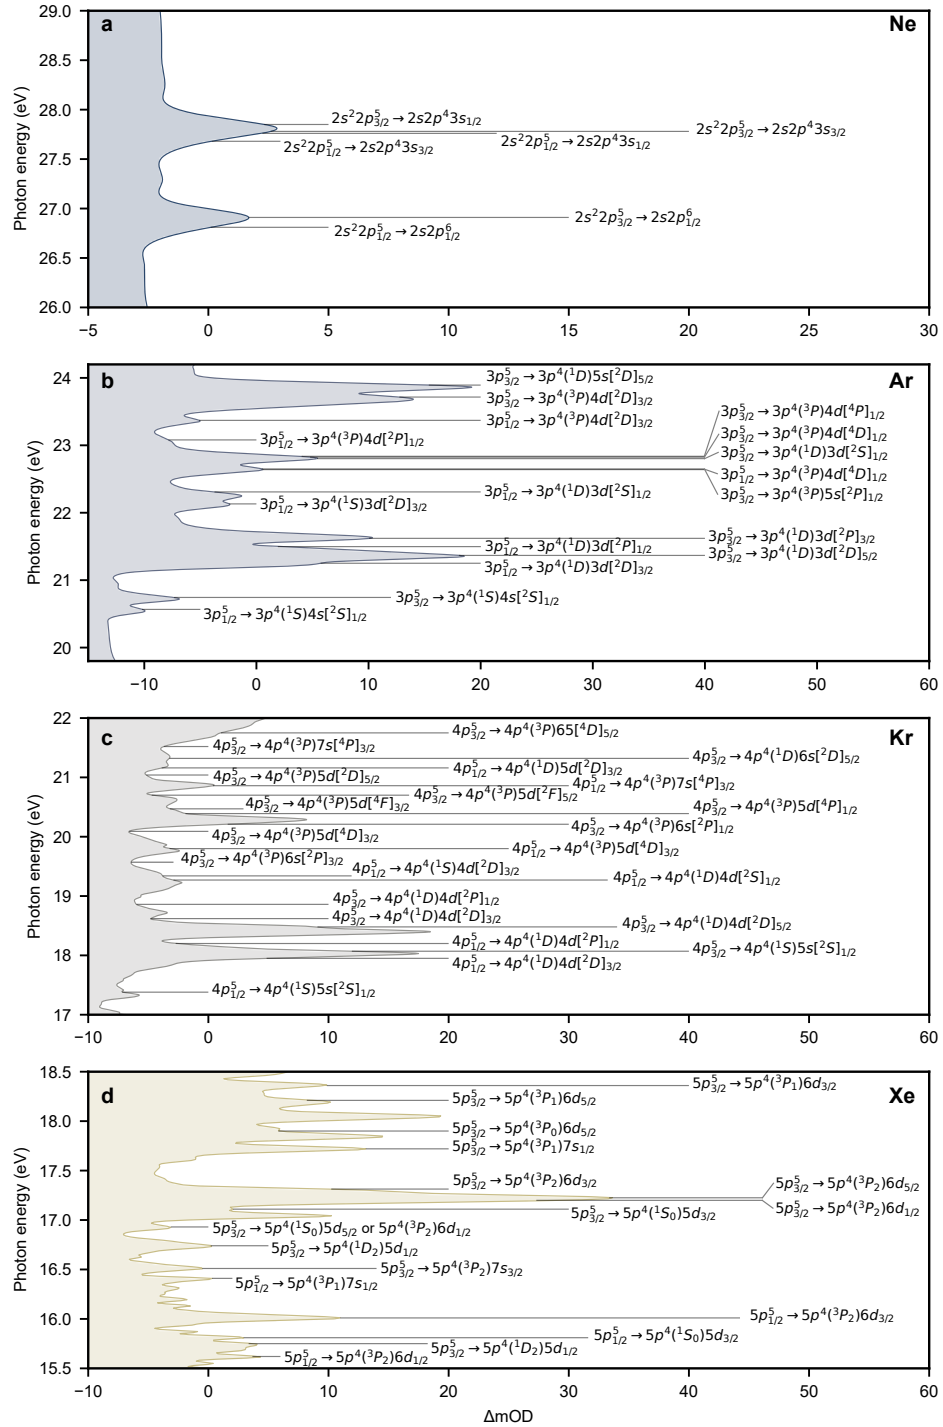 a
Ne
29.0
28.5
28.0
27.5
27.0
26.5
26.0
Photon energy (eV)
2s²2p⁵₃/₂ → 2s2p⁴3s₁/₂
2s²2p⁵₃/₂ → 2s2p⁴3s₃/₂
2s²2p⁵₁/₂ → 2s2p⁴3s₁/₂
2s²2p⁵₁/₂ → 2s2p⁴3s₃/₂
2s²2p⁵₃/₂ → 2s2p⁶₁/₂
2s²2p⁵₁/₂ → 2s2p⁶₁/₂
−5 0 5 10 15 20 25 30
b
Ar
24
23
22
21
20
Photon energy (eV)
3p⁵₃/₂ → 3p⁴(¹D)5s[²D]₅/₂
3p⁵₃/₂ → 3p⁴(³P)4d[²D]₃/₂
3p⁵₁/₂ → 3p⁴(³P)4d[²D]₃/₂
3p⁵₃/₂ → 3p⁴(³P)4d[⁴P]₁/₂
3p⁵₃/₂ → 3p⁴(³P)4d[⁴D]₁/₂
3p⁵₁/₂ → 3p⁴(³P)4d[²P]₁/₂
3p⁵₃/₂ → 3p⁴(¹D)3d[²S]₁/₂
3p⁵₁/₂ → 3p⁴(³P)4d[⁴D]₁/₂
3p⁵₃/₂ → 3p⁴(³P)5s[²P]₁/₂
3p⁵₁/₂ → 3p⁴(¹D)3d[²S]₁/₂
3p⁵₁/₂ → 3p⁴(¹S)3d[²D]₃/₂
3p⁵₃/₂ → 3p⁴(¹D)3d[²P]₃/₂
3p⁵₁/₂ → 3p⁴(¹D)3d[²P]₁/₂
3p⁵₃/₂ → 3p⁴(¹D)3d[²D]₅/₂
3p⁵₁/₂ → 3p⁴(¹D)3d[²D]₃/₂
3p⁵₃/₂ → 3p⁴(¹S)4s[²S]₁/₂
3p⁵₁/₂ → 3p⁴(¹S)4s[²S]₁/₂
−10 0 10 20 30 40 50 60
c
Kr
22
21
20
19
18
17
Photon energy (eV)
4p⁵₃/₂ → 4p⁴(³P)65[⁴D]₅/₂
4p⁵₃/₂ → 4p⁴(³P)7s[⁴P]₃/₂
4p⁵₃/₂ → 4p⁴(¹D)6s[²D]₅/₂
4p⁵₁/₂ → 4p⁴(¹D)5d[²D]₃/₂
4p⁵₃/₂ → 4p⁴(³P)5d[²D]₅/₂
4p⁵₁/₂ → 4p⁴(³P)7s[⁴P]₃/₂
4p⁵₃/₂ → 4p⁴(³P)5d[²F]₅/₂
4p⁵₃/₂ → 4p⁴(³P)5d[⁴F]₃/₂
4p⁵₃/₂ → 4p⁴(³P)5d[⁴P]₁/₂
4p⁵₃/₂ → 4p⁴(³P)6s[²P]₁/₂
4p⁵₃/₂ → 4p⁴(³P)5d[⁴D]₃/₂
4p⁵₁/₂ → 4p⁴(³P)5d[⁴D]₃/₂
4p⁵₃/₂ → 4p⁴(³P)6s[²P]₃/₂
4p⁵₁/₂ → 4p⁴(¹S)4d[²D]₃/₂
4p⁵₁/₂ → 4p⁴(¹D)4d[²S]₁/₂
4p⁵₃/₂ → 4p⁴(¹D)4d[²P]₁/₂
4p⁵₃/₂ → 4p⁴(¹D)4d[²D]₃/₂
4p⁵₃/₂ → 4p⁴(¹D)4d[²D]₅/₂
4p⁵₁/₂ → 4p⁴(¹D)4d[²P]₁/₂
4p⁵₃/₂ → 4p⁴(¹S)5s[²S]₁/₂
4p⁵₁/₂ → 4p⁴(¹D)4d[²D]₃/₂
4p⁵₁/₂ → 4p⁴(¹S)5s[²S]₁/₂
−10 0 10 20 30 40 50 60
d
Xe
18.5
18.0
17.5
17.0
16.5
16.0
15.5
Photon energy (eV)
5p⁵₃/₂ → 5p⁴(³P₁)6d₃/₂
5p⁵₃/₂ → 5p⁴(³P₁)6d₅/₂
5p⁵₃/₂ → 5p⁴(³P₀)6d₅/₂
5p⁵₃/₂ → 5p⁴(³P₁)7s₁/₂
5p⁵₃/₂ → 5p⁴(³P₂)6d₃/₂
5p⁵₃/₂ → 5p⁴(³P₂)6d₅/₂
5p⁵₃/₂ → 5p⁴(³P₂)6d₁/₂
5p⁵₃/₂ → 5p⁴(¹S₀)5d₃/₂
5p⁵₃/₂ → 5p⁴(¹S₀)5d₅/₂ or 5p⁴(³P₂)6d₁/₂
5p⁵₃/₂ → 5p⁴(¹D₂)5d₁/₂
5p⁵₃/₂ → 5p⁴(³P₂)7s₃/₂
5p⁵₁/₂ → 5p⁴(³P₁)7s₁/₂
5p⁵₁/₂ → 5p⁴(³P₂)6d₃/₂
5p⁵₁/₂ → 5p⁴(¹S₀)5d₃/₂
5p⁵₃/₂ → 5p⁴(¹D₂)5d₁/₂
5p⁵₁/₂ → 5p⁴(³P₂)6d₁/₂
−10 0 10 20 30 40 50 60
ΔmOD